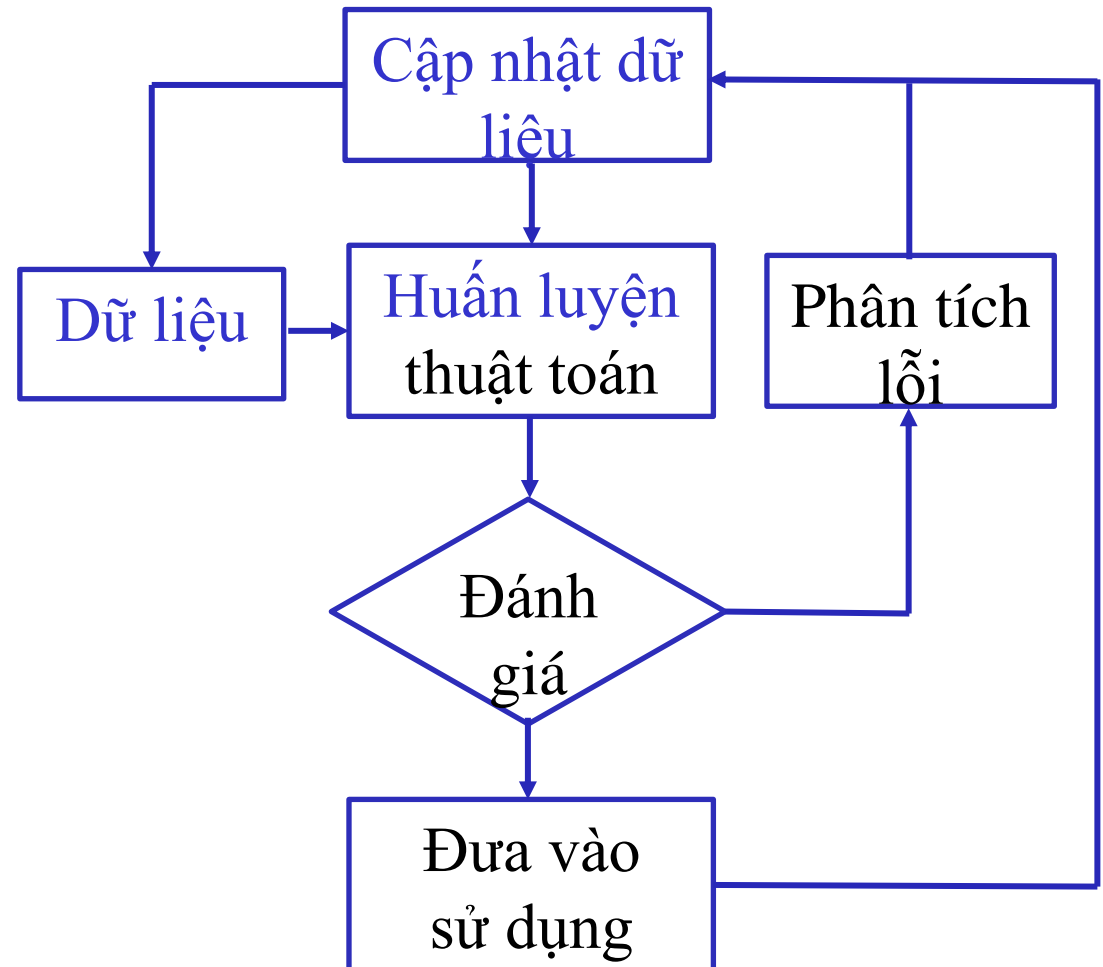 Cập nhật dữ
liệu
Dữ liệu
Huấn luyện
thuật toán
Phân tích
lỗi
Đánh
giá
Đưa vào
sử dụng